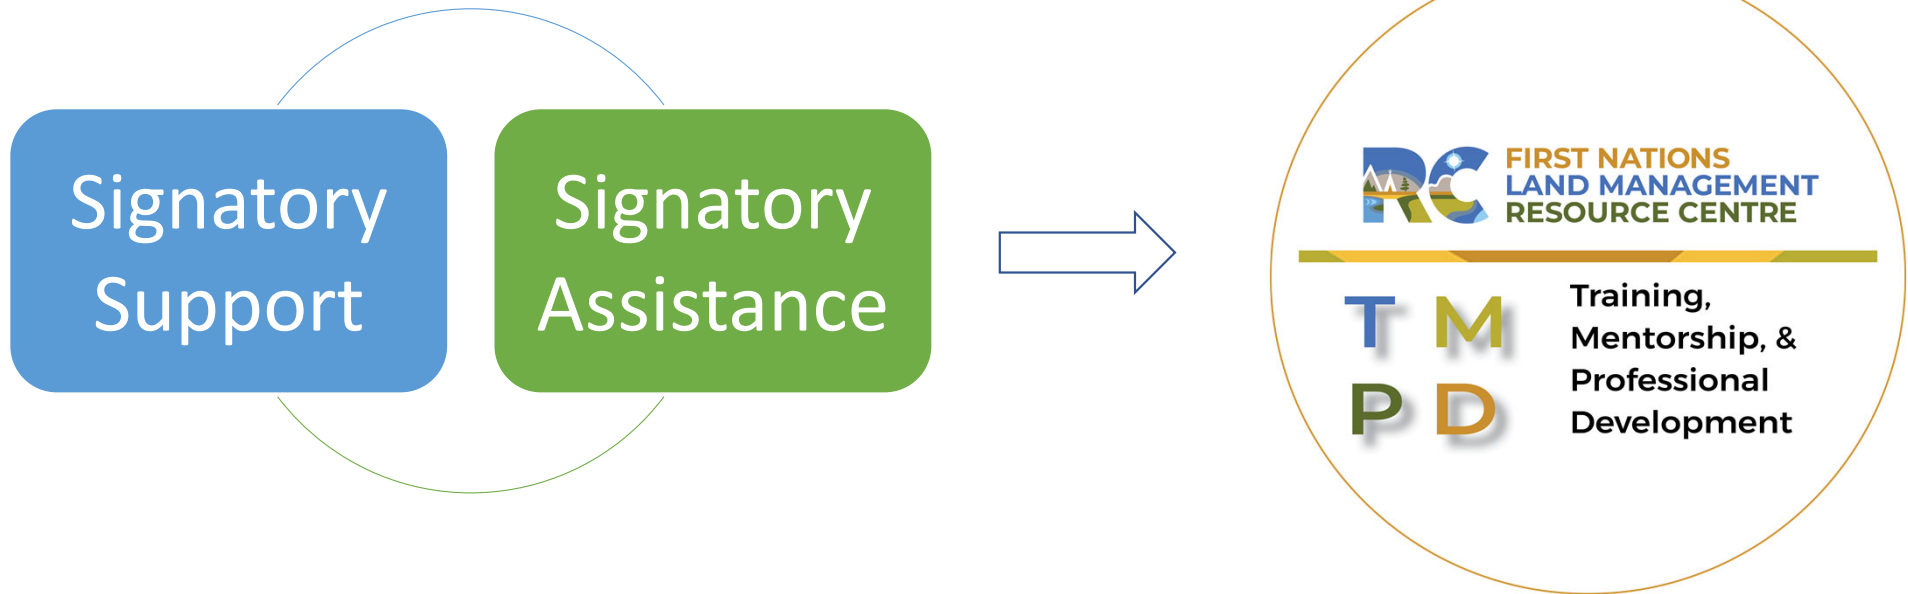 Signatory
Support
Signatory
Assistance
RC
FIRST NATIONS
LAND MANAGEMENT
RESOURCE CENTRE
T M
P D
Training,
Mentorship, &
Professional
Development